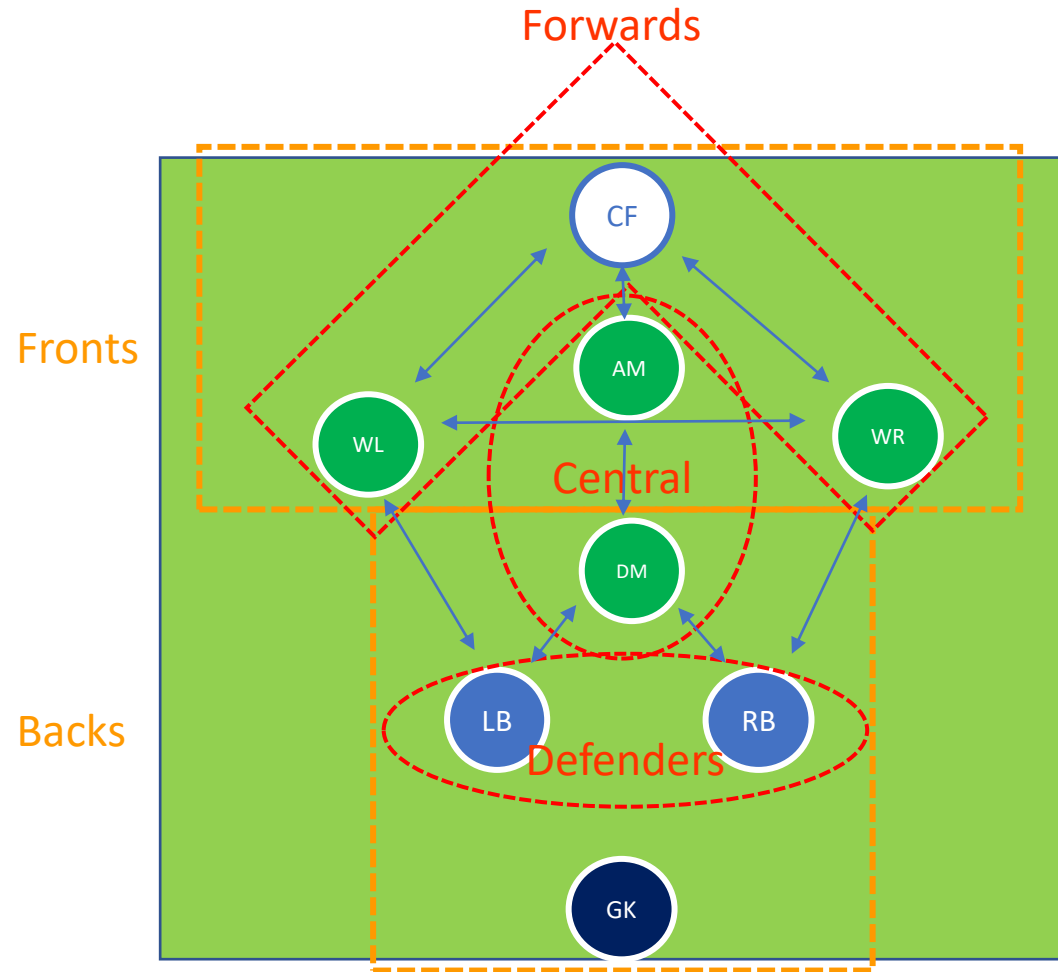 Forwards
CF
Fronts
AM
WL
WR
Central
DM
Backs
LB
RB
Defenders
GK